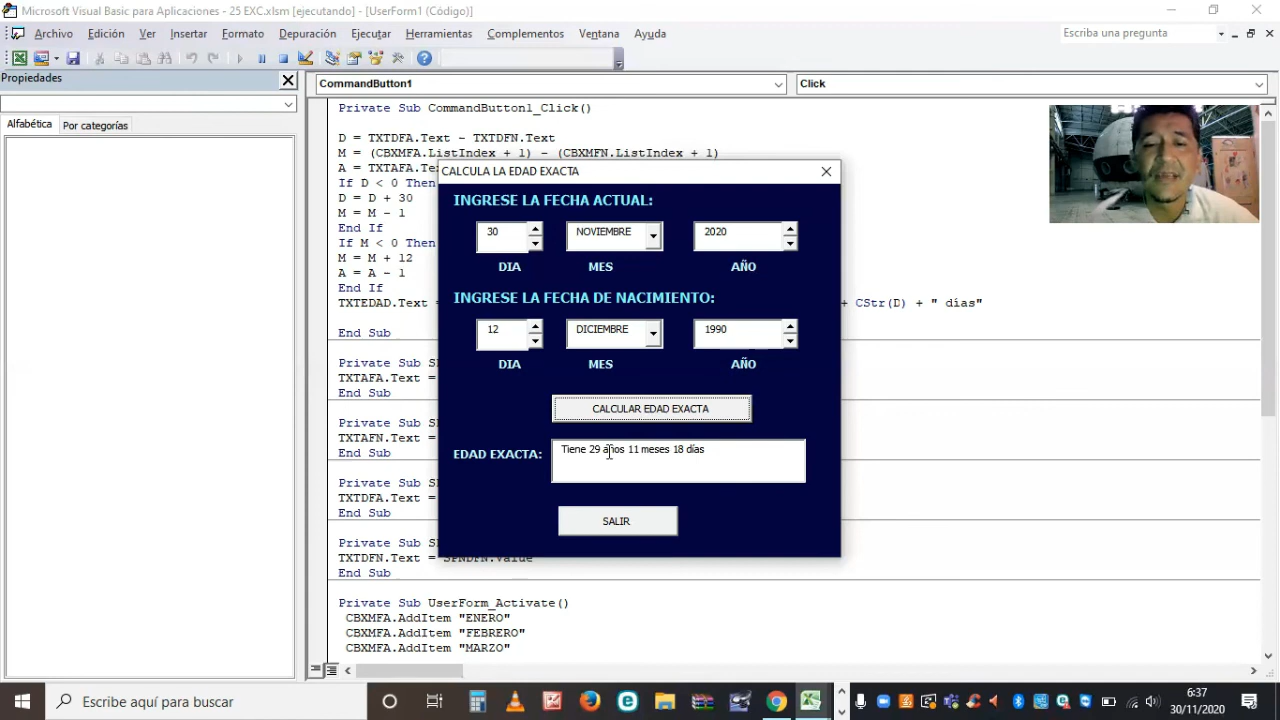 Microsoft Visual Basic para Aplicaciones - 25 EXC.xlsm [ejecutando] - [UserForm1 (Código)]
Archivo Edición Ver Insertar Formato Depuración Ejecutar Herramientas Complementos Ventana Ayuda
Escriba una pregunta
Propiedades
Alfabética Por categorías
CommandButton1
Click
Private Sub CommandButton1_Click()
D = TXTDFA.Text - TXTDFN.Text
M = (CBXMFA.ListIndex + 1) - (CBXMFN.ListIndex + 1)
A = TXTAFA.Te
If D < 0 Then
D = D + 30
M = M - 1
End If
If M < 0 Then
M = M + 12
A = A - 1
End If
TXTEDAD.Text = + CStr(D) + " días"
End Sub
Private Sub S
TXTAFA.Text =
End Sub
Private Sub S
TXTAFN.Text =
End Sub
Private Sub S
TXTDFA.Text =
End Sub
Private Sub S
TXTDFN.Text = SPNDFN.Value
End Sub
Private Sub UserForm_Activate()
CBXMFA.AddItem "ENERO"
CBXMFA.AddItem "FEBRERO"
CBXMFA.AddItem "MARZO"
CALCULA LA EDAD EXACTA
INGRESE LA FECHA ACTUAL:
30 NOVIEMBRE 2020
DIA MES AÑO
INGRESE LA FECHA DE NACIMIENTO:
12 DICIEMBRE 1990
DIA MES AÑO
CALCULAR EDAD EXACTA
EDAD EXACTA: Tiene 29 años 11 meses 18 días
SALIR
Escribe aquí para buscar
6:37
30/11/2020